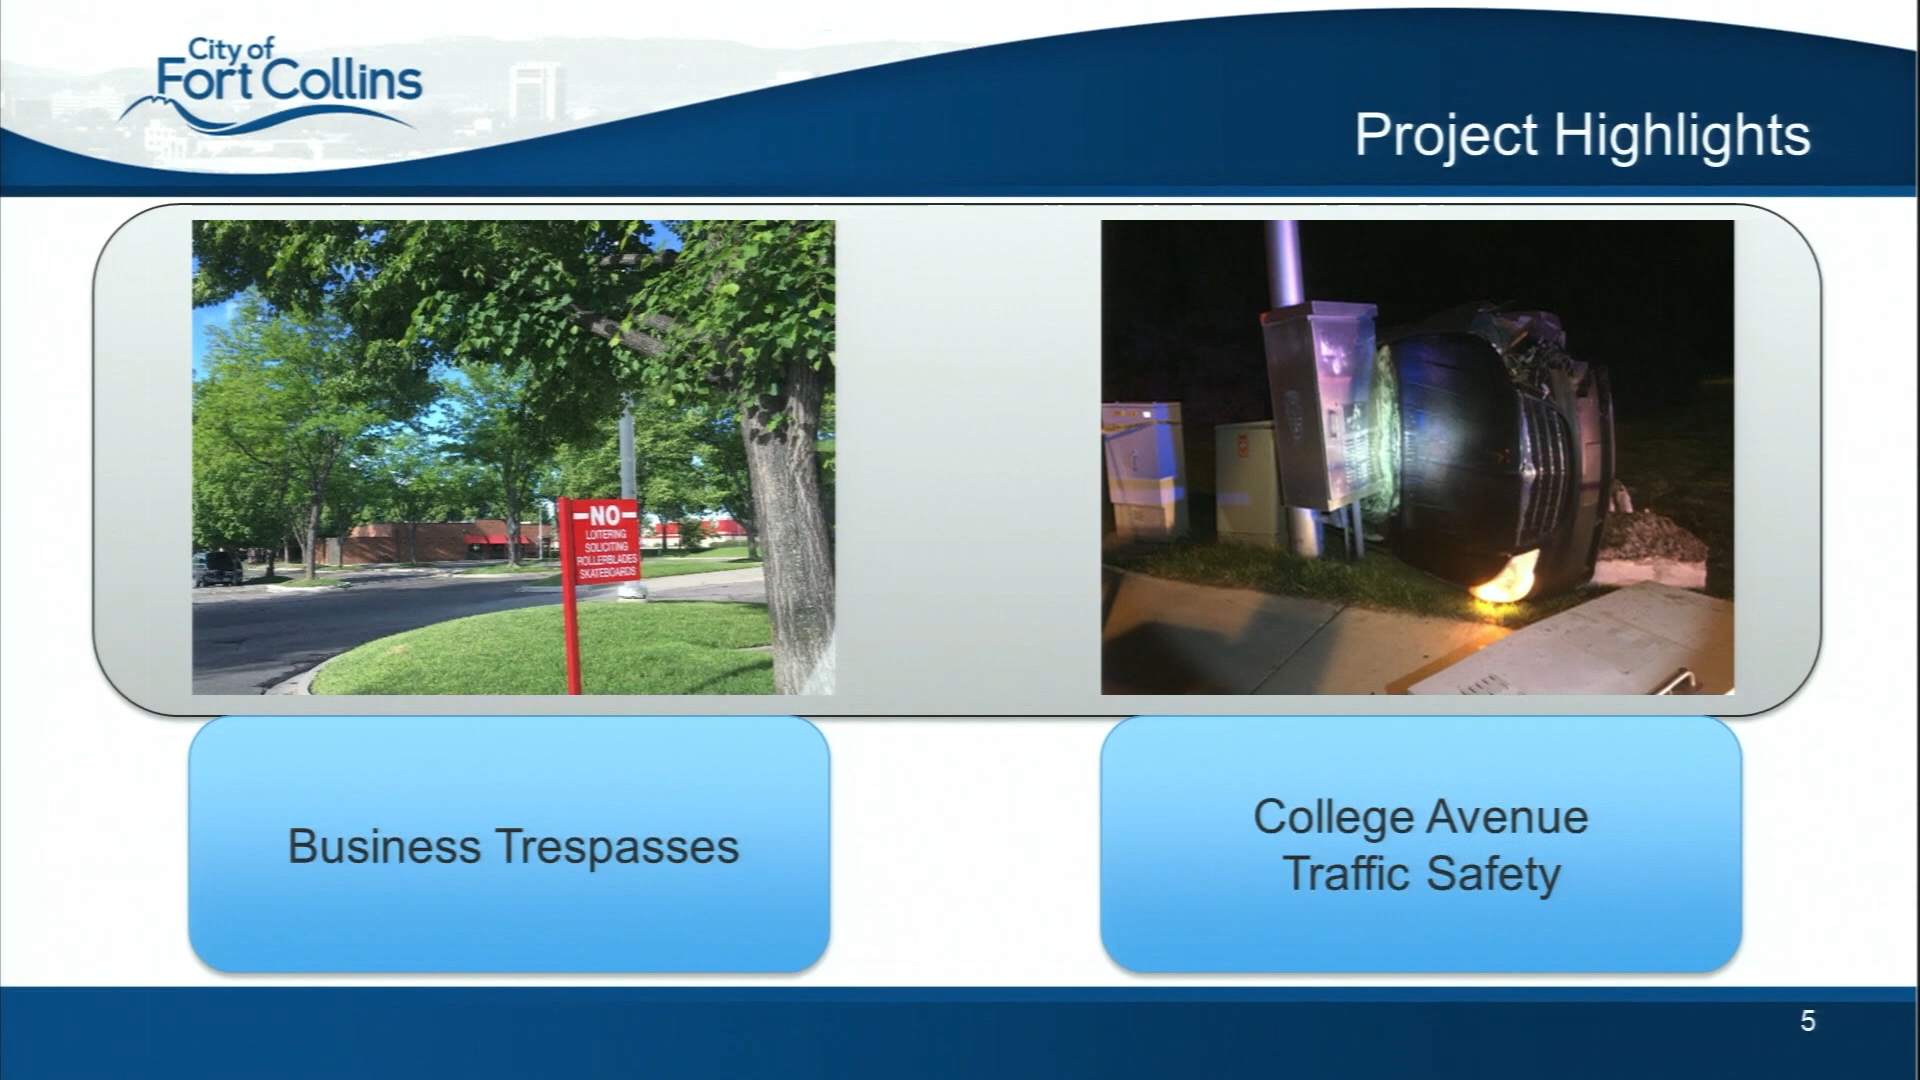 City of
Fort Collins
Project Highlights
NO
LOITERING
SOLICITING
ROLLERBLADES
SKATEBOARDS
Business Trespasses
College Avenue
Traffic Safety
5